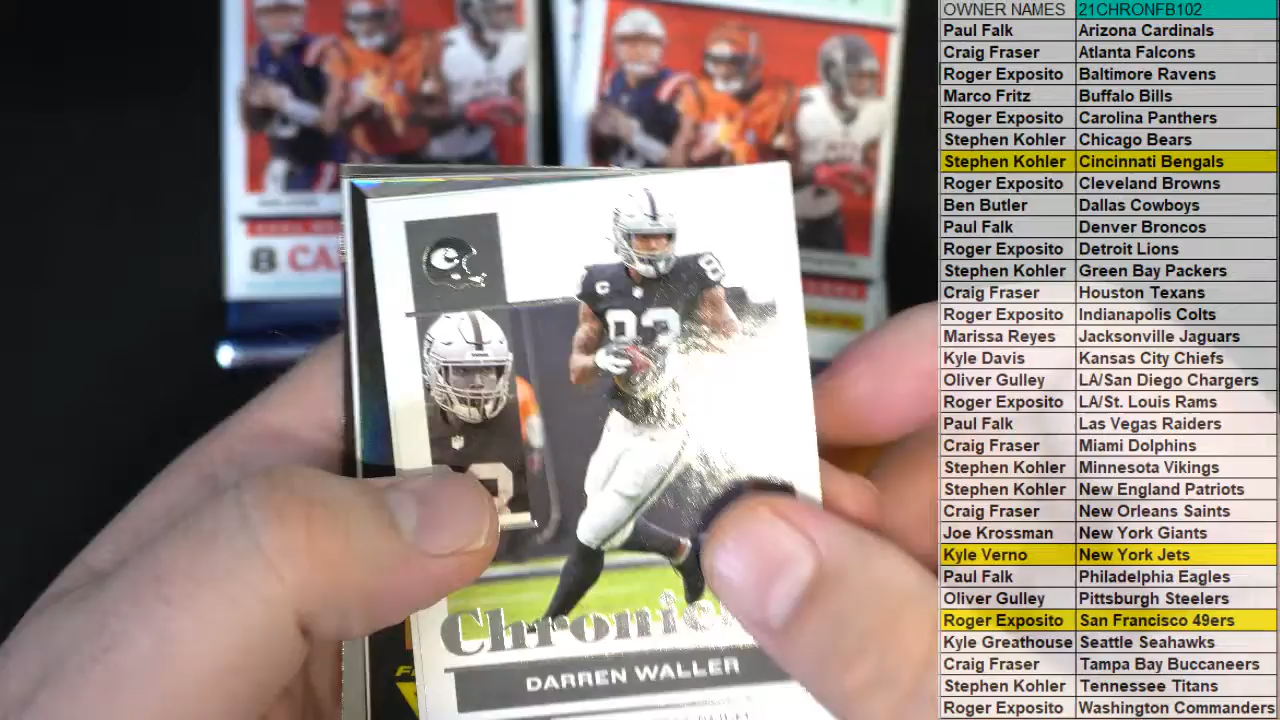 8 CA
C
83
83
Chronic
DARREN WALLER
OWNER NAMES 21CHRONFB102
Paul Falk Arizona Cardinals
Craig Fraser Atlanta Falcons
Roger Exposito Baltimore Ravens
Marco Fritz Buffalo Bills
Roger Exposito Carolina Panthers
Stephen Kohler Chicago Bears
Stephen Kohler Cincinnati Bengals
Roger Exposito Cleveland Browns
Ben Butler Dallas Cowboys
Paul Falk Denver Broncos
Roger Exposito Detroit Lions
Stephen Kohler Green Bay Packers
Craig Fraser Houston Texans
Roger Exposito Indianapolis Colts
Marissa Reyes Jacksonville Jaguars
Kyle Davis Kansas City Chiefs
Oliver Gulley LA/San Diego Chargers
Roger Exposito LA/St. Louis Rams
Paul Falk Las Vegas Raiders
Craig Fraser Miami Dolphins
Stephen Kohler Minnesota Vikings
Stephen Kohler New England Patriots
Craig Fraser New Orleans Saints
Joe Krossman New York Giants
Kyle Verno New York Jets
Paul Falk Philadelphia Eagles
Oliver Gulley Pittsburgh Steelers
Roger Exposito San Francisco 49ers
Kyle Greathouse Seattle Seahawks
Craig Fraser Tampa Bay Buccaneers
Stephen Kohler Tennessee Titans
Roger Exposito Washington Commanders